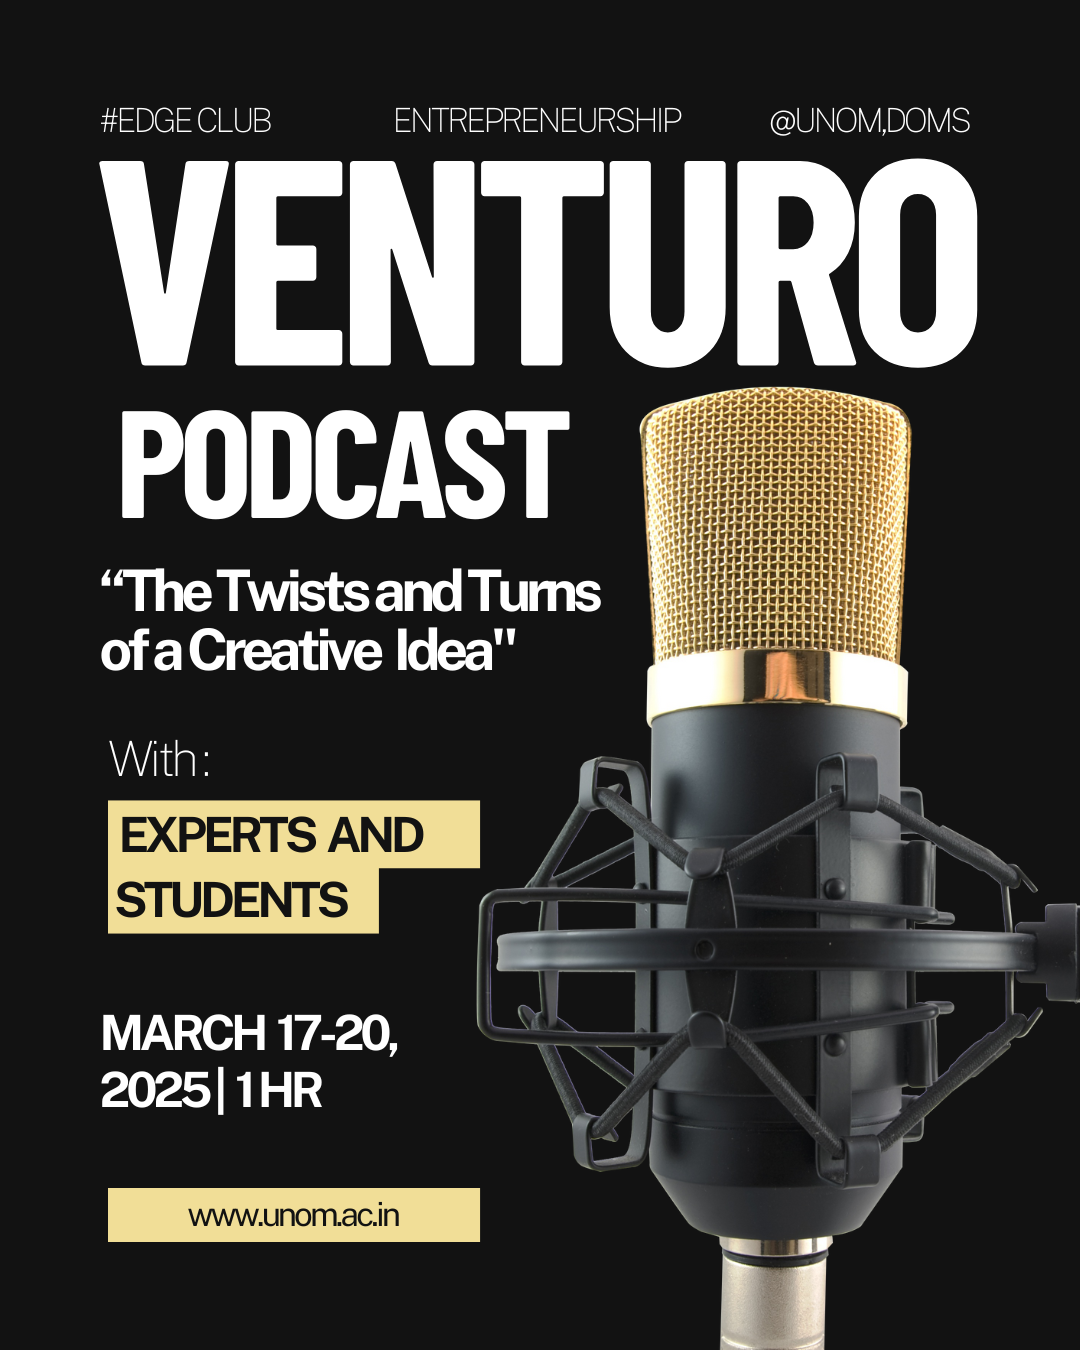 #EDGE CLUB ENTREPRENEURSHIP @UNOM,DOMS
VENTURO
PODCAST
“The Twists and Turns
of a Creative Idea"
With :
EXPERTS AND
STUDENTS
MARCH 17-20,
2025 | 1 HR
www.unom.ac.in